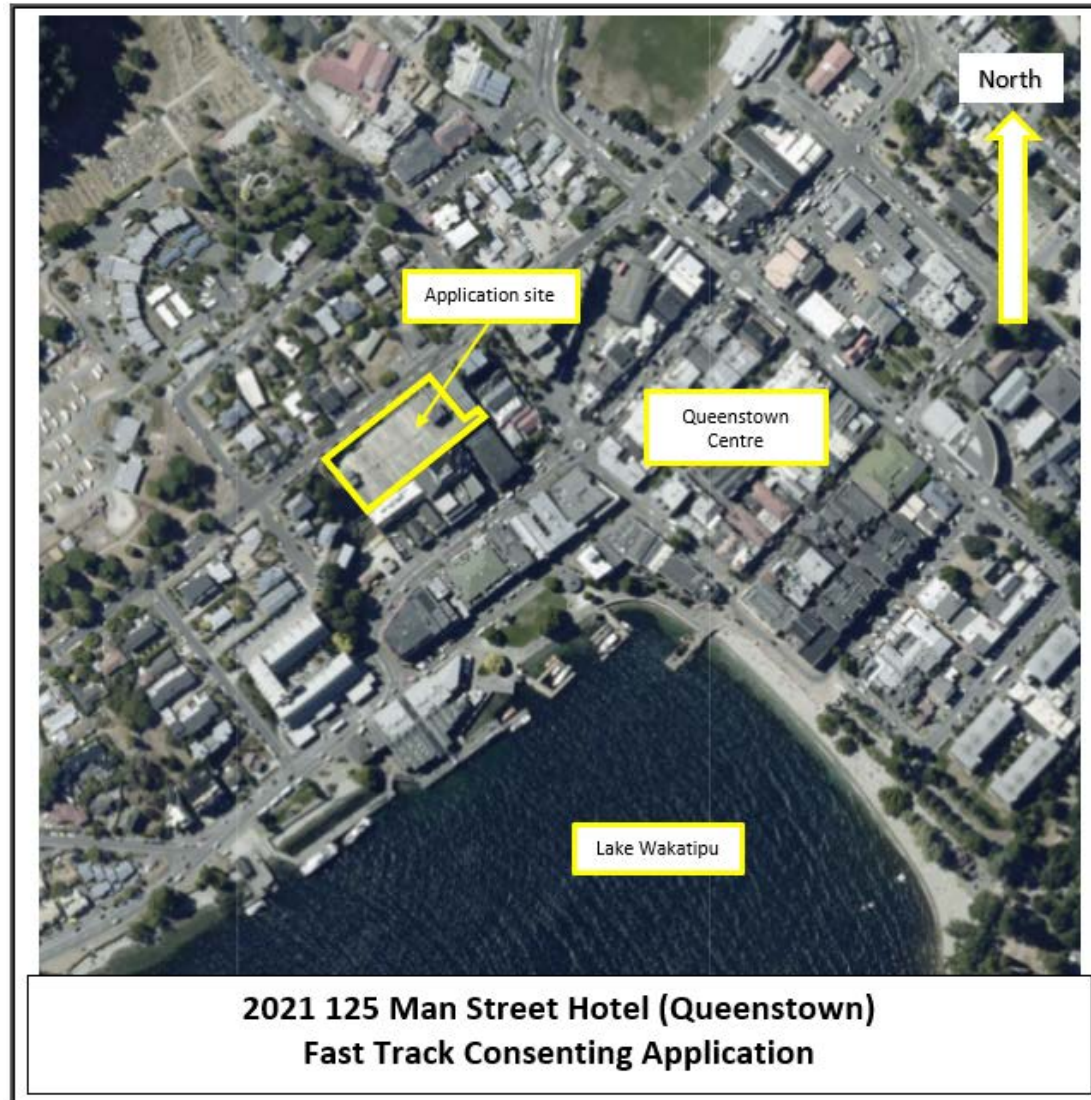 North
Application site
Queenstown
Centre
Lake Wakatipu
2021 125 Man Street Hotel (Queenstown)
Fast Track Consenting Application